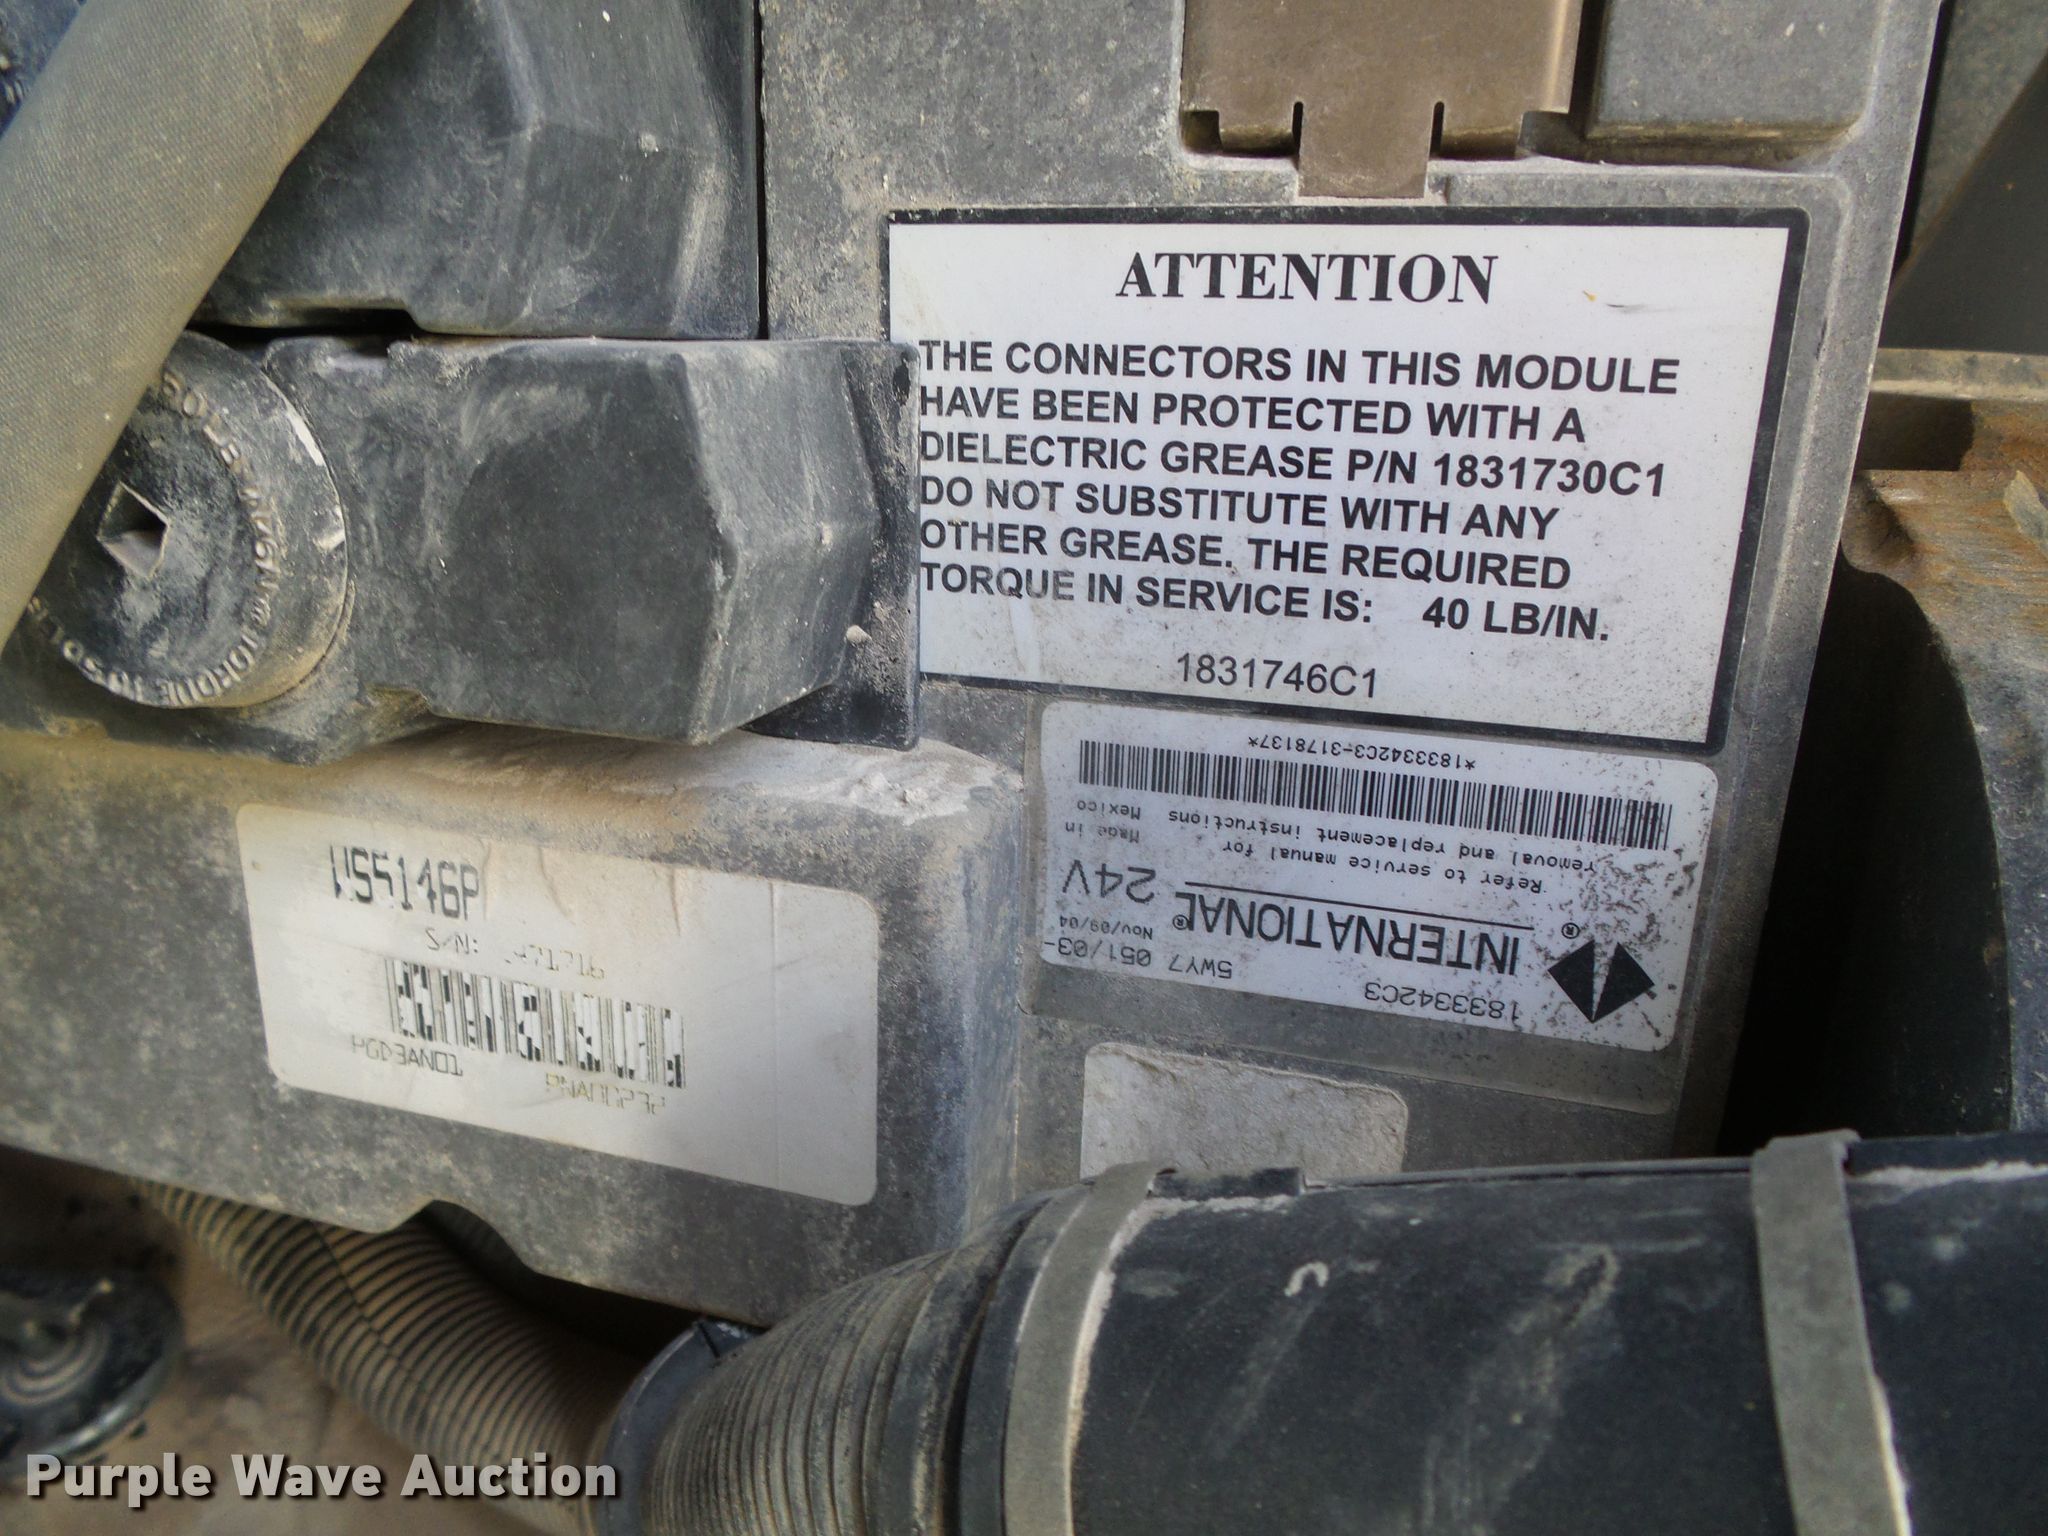 ATTENTION
THE CONNECTORS IN THIS MODULE
HAVE BEEN PROTECTED WITH A
DIELECTRIC GREASE P/N 1831730C1
DO NOT SUBSTITUTE WITH ANY
OTHER GREASE. THE REQUIRED
TORQUE IN SERVICE IS: 40 LB/IN.
1831746C1
1833342C3
5WY7 051/03-
INTERNATIONAL®
Nov/09/04
24V
®
Refer to service manual for
removal and replacement instructions
Made in
Mexico
*1833342C3-3178137*
S/N:
TORQUE
Purple Wave Auction